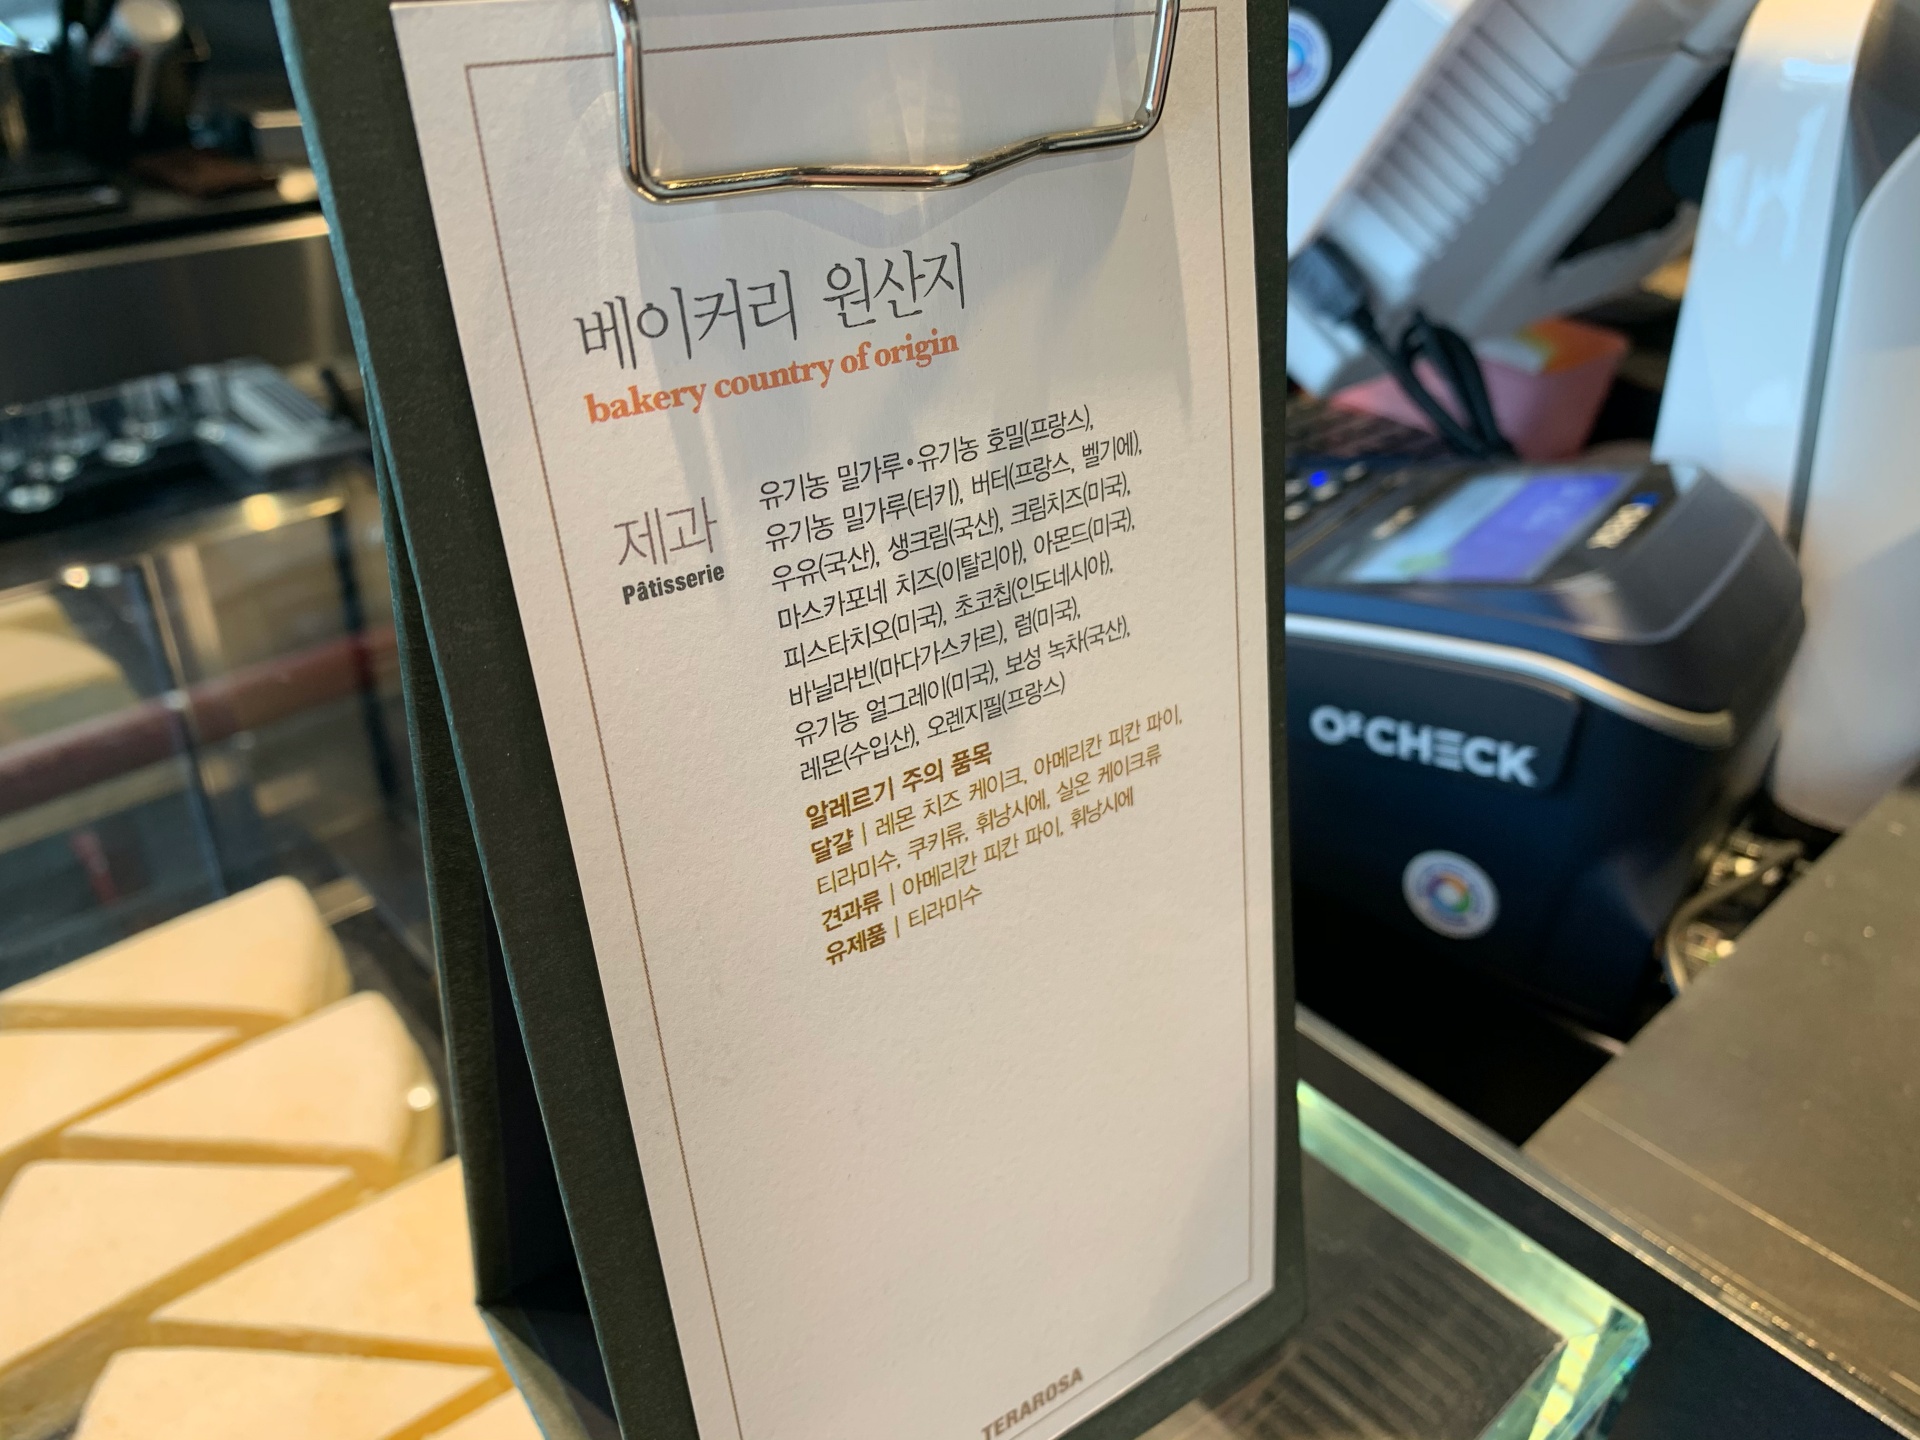 베이커리 원산지
bakery country of origin
제과
Pâtisserie
유기농 밀가루•유기농 호밀(프랑스),
유기농 밀가루(터키), 버터(프랑스, 벨기에),
우유(국산), 생크림(국산), 크림치즈(미국),
마스카포네 치즈(이탈리아), 아몬드(미국),
피스타치오(미국), 초코칩(인도네시아),
바닐라빈(마다가스카르), 럼(미국),
유기농 얼그레이(미국), 보성 녹차(국산),
레몬(수입산), 오렌지필(프랑스)
알레르기 주의 품목
달걀 | 레몬 치즈 케이크, 아메리칸 피칸 파이,
티라미수, 쿠키류, 휘낭시에, 실온 케이크류
견과류 | 아메리칸 피칸 파이, 휘낭시에
유제품 | 티라미수
TERAROSA
O²CHECK